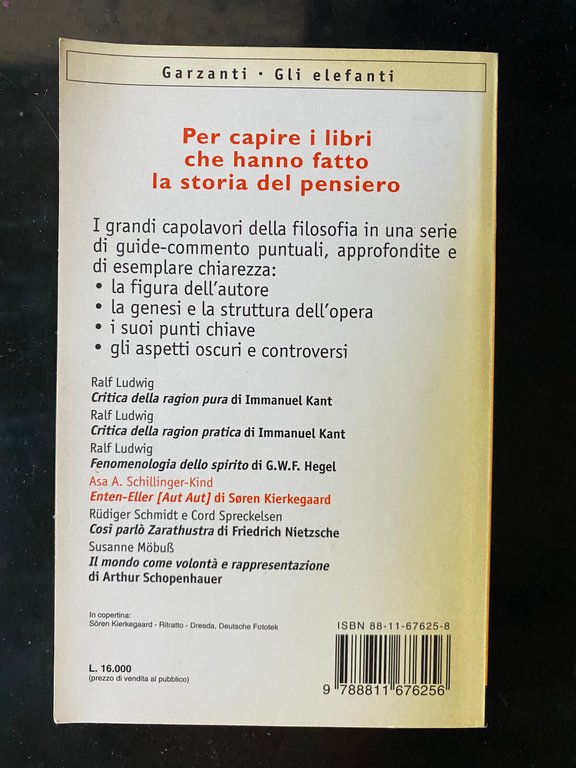 Garzanti · Gli elefanti
Per capire i libri
che hanno fatto
la storia del pensiero
I grandi capolavori della filosofia in una serie
di guide-commento puntuali, approfondite e
di esemplare chiarezza:
• la figura dell'autore
• la genesi e la struttura dell'opera
• i suoi punti chiave
• gli aspetti oscuri e controversi
Ralf Ludwig
Critica della ragion pura di Immanuel Kant
Ralf Ludwig
Critica della ragion pratica di Immanuel Kant
Ralf Ludwig
Fenomenologia dello spirito di G.W.F. Hegel
Asa A. Schillinger-Kind
Enten-Eller [Aut Aut] di Søren Kierkegaard
Rüdiger Schmidt e Cord Spreckelsen
Così parlò Zarathustra di Friedrich Nietzsche
Susanne Möbuß
Il mondo come volontà e rappresentazione
di Arthur Schopenhauer
In copertina:
Sören Kierkegaard - Ritratto - Dresda, Deutsche Fototek
L. 16.000
(prezzo di vendita al pubblico)
ISBN 88-11-67625-8
9 788811 676256